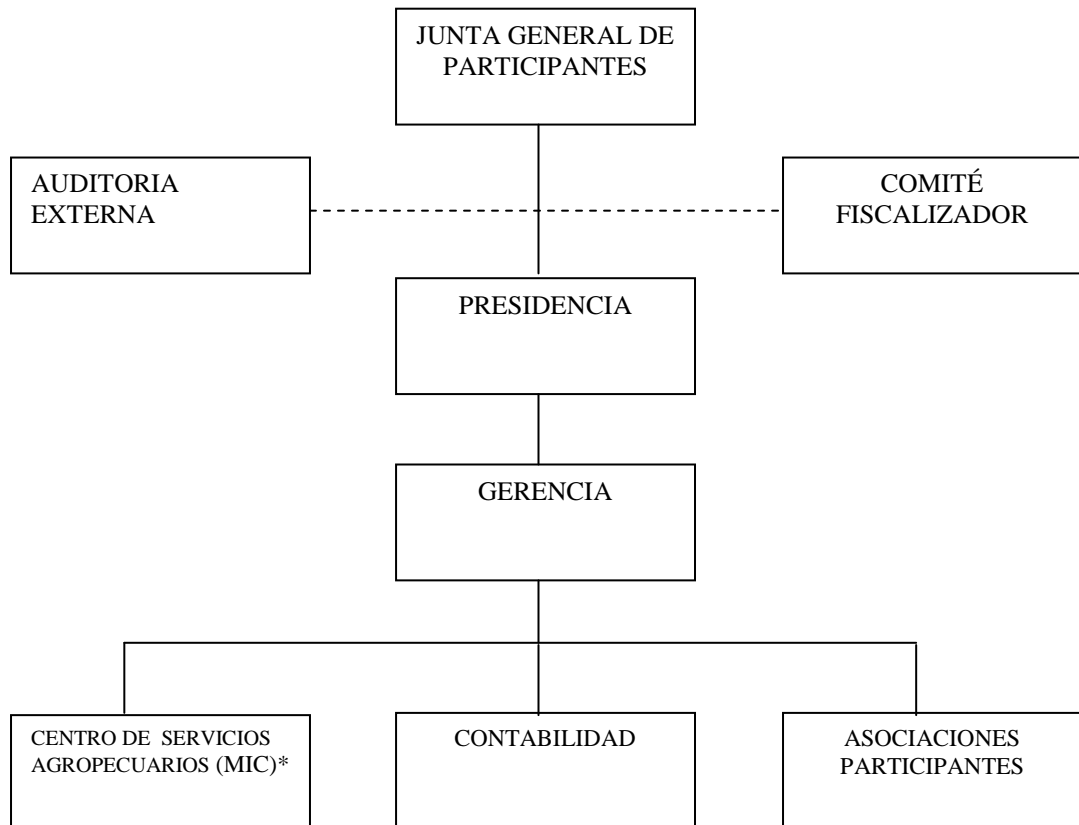 JUNTA GENERAL DE
PARTICIPANTES
AUDITORIA
EXTERNA
COMITÉ
FISCALIZADOR
PRESIDENCIA
GERENCIA
CENTRO DE SERVICIOS
AGROPECUARIOS (MIC)*
CONTABILIDAD
ASOCIACIONES
PARTICIPANTES